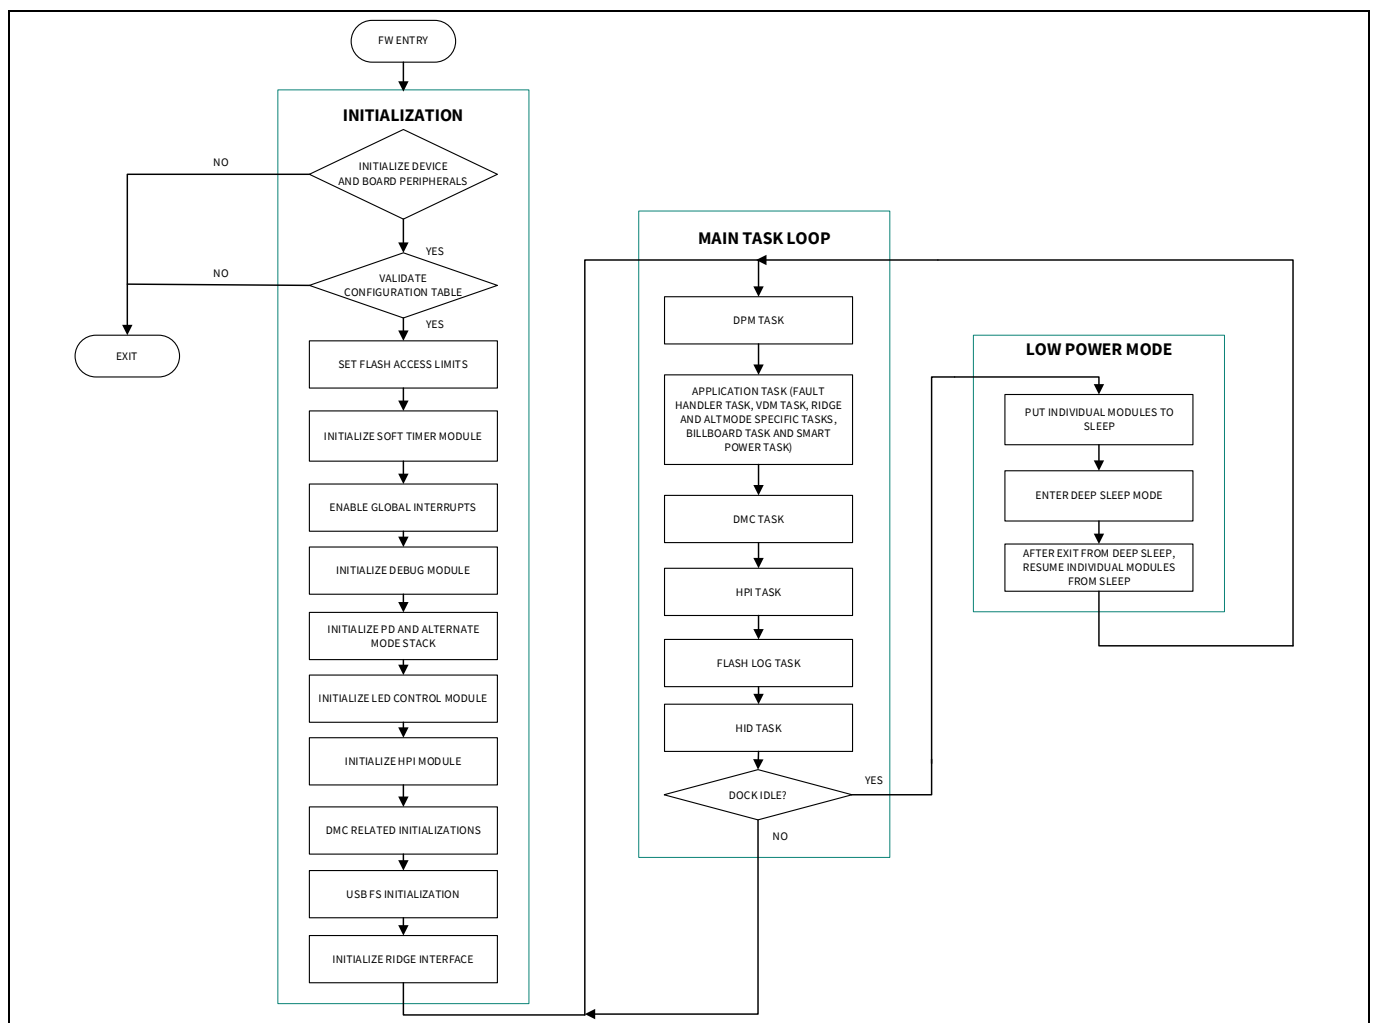 FW ENTRY
INITIALIZATION
INITIALIZE DEVICE
AND BOARD PERIPHERALS
NO
YES
VALIDATE
CONFIGURATION TABLE
NO
YES
EXIT
SET FLASH ACCESS LIMITS
INITIALIZE SOFT TIMER MODULE
ENABLE GLOBAL INTERRUPTS
INITIALIZE DEBUG MODULE
INITIALIZE PD AND ALTERNATE
MODE STACK
INITIALIZE LED CONTROL MODULE
INITIALIZE HPI MODULE
DMC RELATED INITIALIZATIONS
USB FS INITIALIZATION
INITIALIZE RIDGE INTERFACE
MAIN TASK LOOP
DPM TASK
APPLICATION TASK (FAULT
HANDLER TASK, VDM TASK, RIDGE
AND ALTMODE SPECIFIC TASKS,
BILLBOARD TASK AND SMART
POWER TASK)
DMC TASK
HPI TASK
FLASH LOG TASK
HID TASK
DOCK IDLE?
YES
NO
LOW POWER MODE
PUT INDIVIDUAL MODULES TO
SLEEP
ENTER DEEP SLEEP MODE
AFTER EXIT FROM DEEP SLEEP,
RESUME INDIVIDUAL MODULES
FROM SLEEP